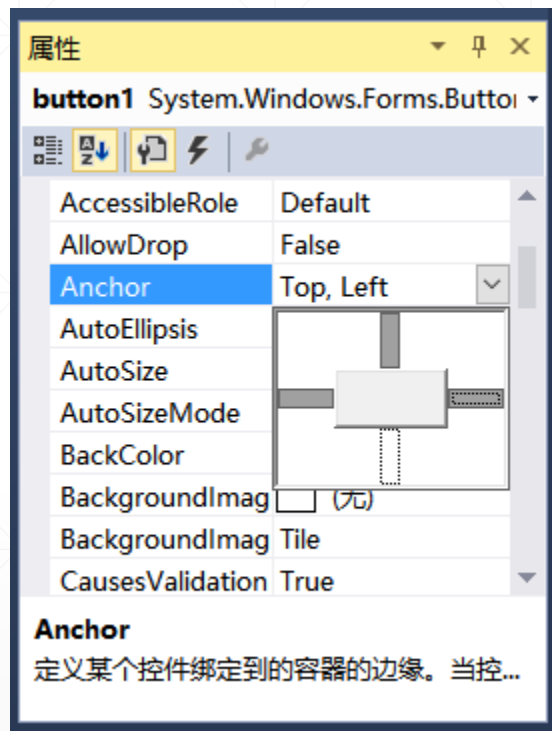 属性
button1 System.Windows.Forms.Button
AccessibleRole Default
AllowDrop False
Anchor Top, Left
AutoEllipsis
AutoSize
AutoSizeMode
BackColor
BackgroundImag (无)
BackgroundImag Tile
CausesValidation True
Anchor
定义某个控件绑定到的容器的边缘。当控...